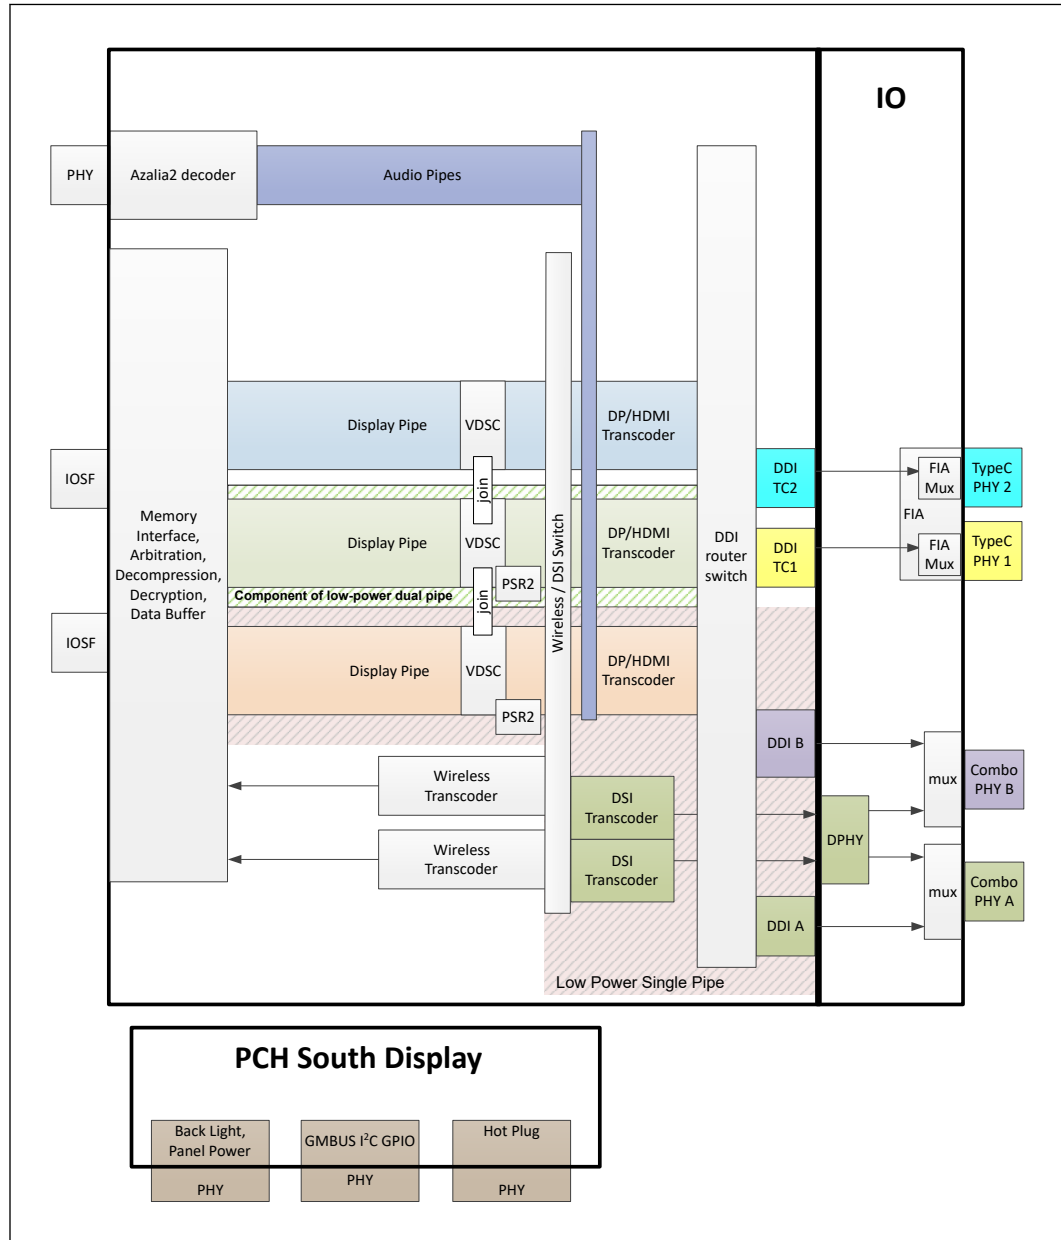 IO
PHY
Azalia2 decoder
Audio Pipes
Display Pipe
VDSC
DP/HDMI
Transcoder
IOSF
join
DDI
TC2
FIA
Mux
TypeC
PHY 2
FIA
Memory
Interface,
Arbitration,
Decompression,
Decryption,
Data Buffer
Display Pipe
VDSC
PSR2
Wireless / DSI Switch
DP/HDMI
Transcoder
DDI
router
switch
DDI
TC1
FIA
Mux
TypeC
PHY 1
Component of low-power dual pipe
join
IOSF
Display Pipe
VDSC
PSR2
DP/HDMI
Transcoder
DDI B
mux
Combo
PHY B
Wireless
Transcoder
DSI
Transcoder
DPHY
Wireless
Transcoder
DSI
Transcoder
mux
Combo
PHY A
DDI A
Low Power Single Pipe
PCH South Display
Back Light,
Panel Power
PHY
GMBUS I²C GPIO
PHY
Hot Plug
PHY